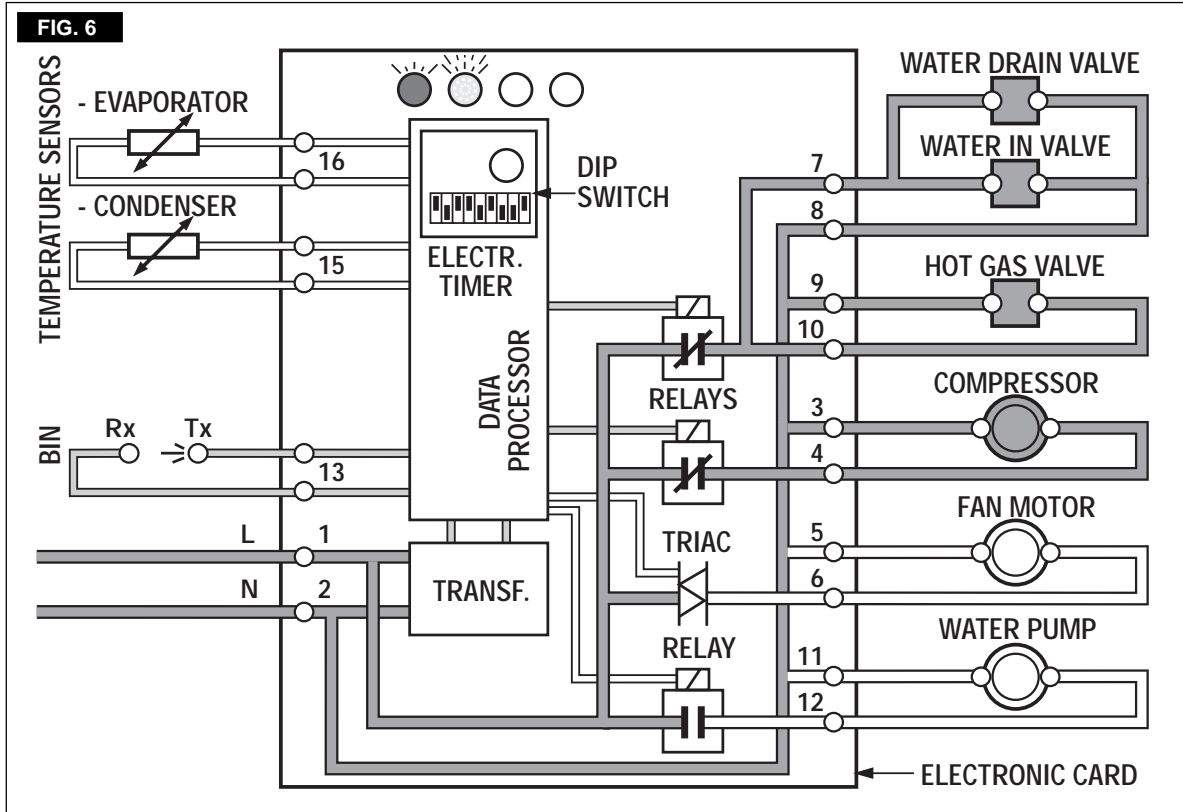 FIG. 6
TEMPERATURE SENSORS
- EVAPORATOR
16
- CONDENSER
15
BIN
Rx
Tx
13
L
1
N
2
DIP
SWITCH
ELECTR.
TIMER
DATA
PROCESSOR
TRANSF.
RELAYS
TRIAC
RELAY
7
8
9
10
3
4
5
6
11
12
WATER DRAIN VALVE
WATER IN VALVE
HOT GAS VALVE
COMPRESSOR
FAN MOTOR
WATER PUMP
ELECTRONIC CARD